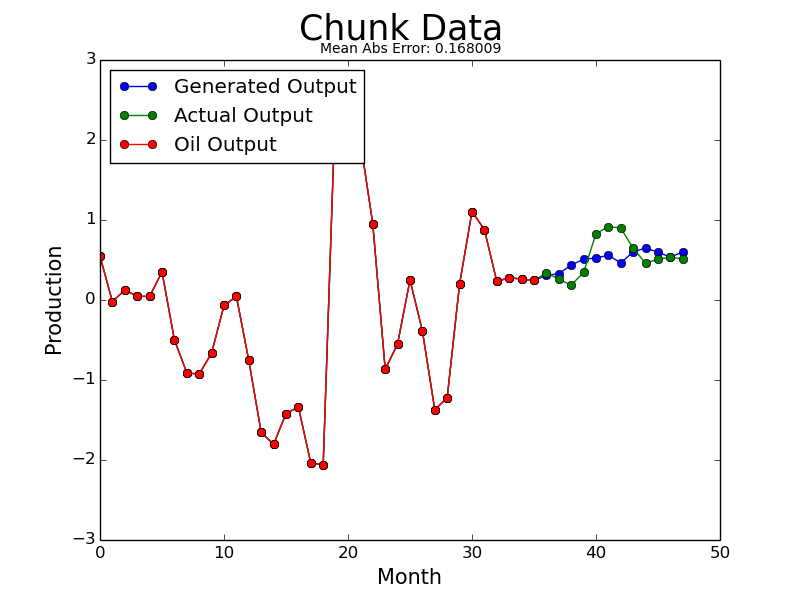 Chunk Data
Mean Abs Error: 0.168009
3
2
1
0
−1
−2
−3
Generated Output
Actual Output
Oil Output
Production
0 10 20 30 40 50
Month